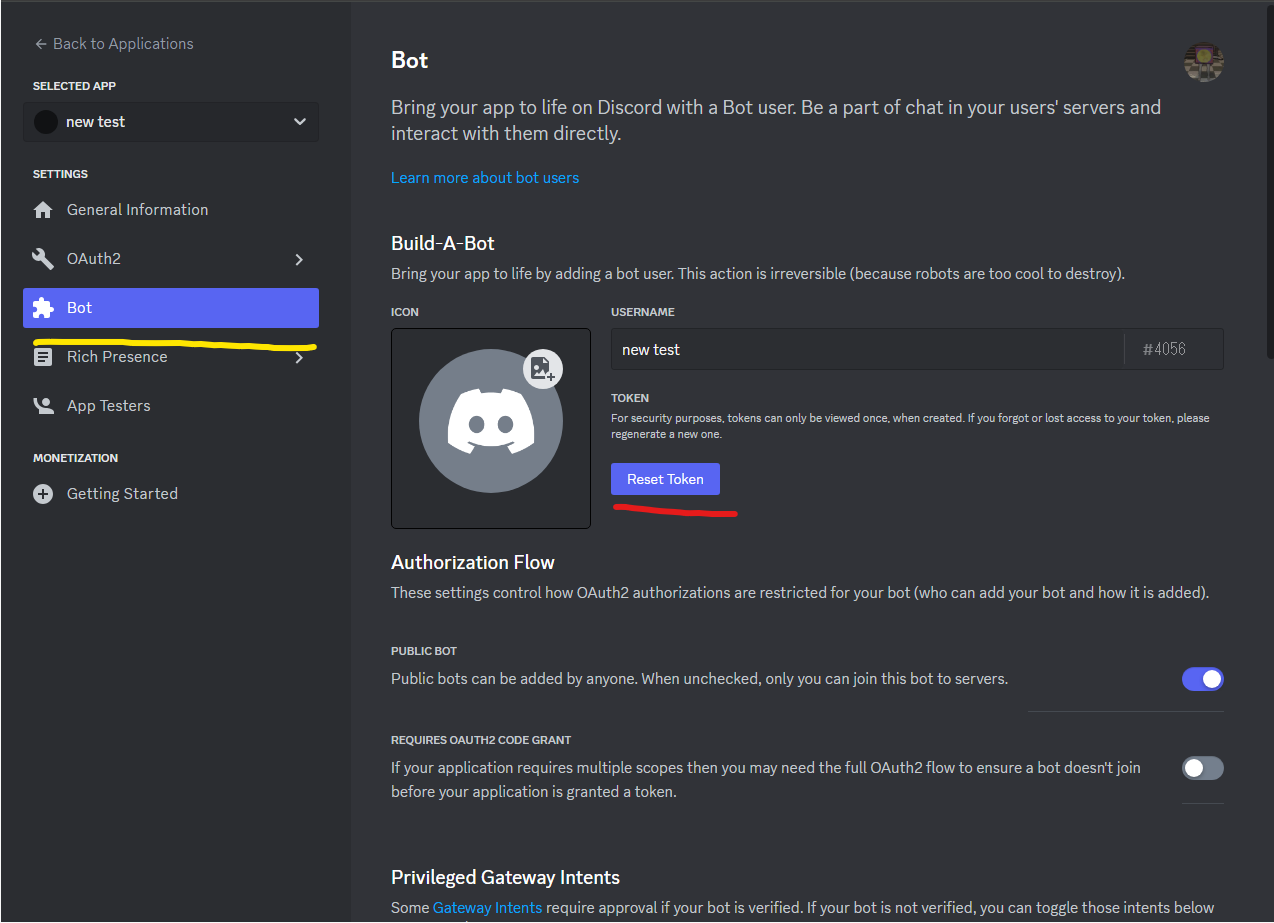 Back to Applications
SELECTED APP
new test
SETTINGS
General Information
OAuth2
Bot
Rich Presence
App Testers
MONETIZATION
Getting Started
Bot
Bring your app to life on Discord with a Bot user. Be a part of chat in your users' servers and
interact with them directly.
Learn more about bot users
Build-A-Bot
Bring your app to life by adding a bot user. This action is irreversible (because robots are too cool to destroy).
ICON
USERNAME
new test
#4056
TOKEN
For security purposes, tokens can only be viewed once, when created. If you forgot or lost access to your token, please
regenerate a new one.
Reset Token
Authorization Flow
These settings control how OAuth2 authorizations are restricted for your bot (who can add your bot and how it is added).
PUBLIC BOT
Public bots can be added by anyone. When unchecked, only you can join this bot to servers.
REQUIRES OAUTH2 CODE GRANT
If your application requires multiple scopes then you may need the full OAuth2 flow to ensure a bot doesn't join
before your application is granted a token.
Privileged Gateway Intents
Some Gateway Intents require approval if your bot is verified. If your bot is not verified, you can toggle those intents below